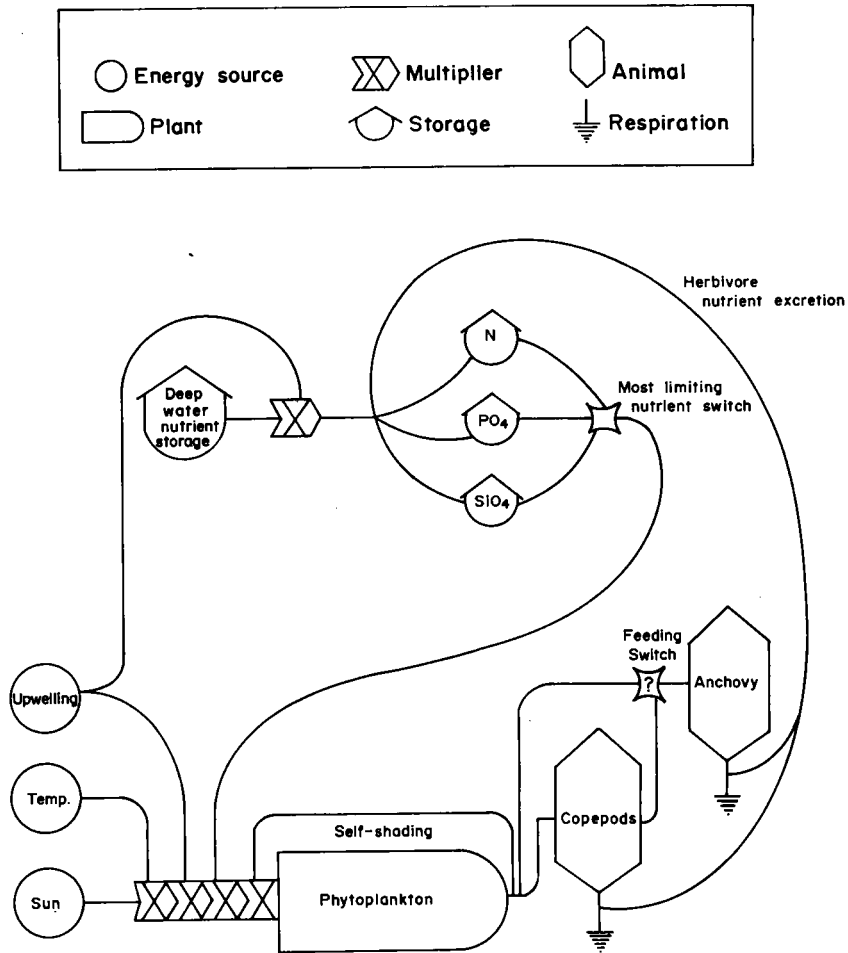 Energy source
Multiplier
Animal
Plant
Storage
Respiration
Herbivore
nutrient excretion
N
Most limiting
nutrient switch
Deep
water
nutrient
storage
PO₄
SiO₄
Feeding
Switch
?
Anchovy
Upwelling
Temp.
Copepods
Self-shading
Sun
Phytoplankton